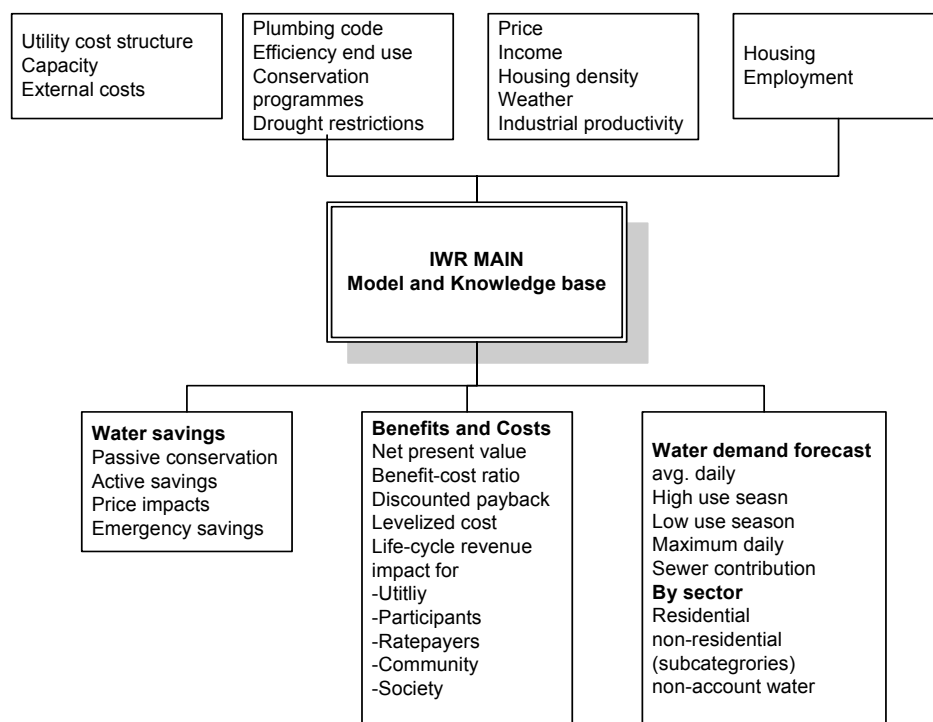 Utility cost structure
Capacity
External costs
Plumbing code
Efficiency end use
Conservation
programmes
Drought restrictions
Price
Income
Housing density
Weather
Industrial productivity
Housing
Employment
IWR MAIN
Model and Knowledge base
Water savings
Passive conservation
Active savings
Price impacts
Emergency savings
Benefits and Costs
Net present value
Benefit-cost ratio
Discounted payback
Levelized cost
Life-cycle revenue
impact for
-Utitliy
-Participants
-Ratepayers
-Community
-Society
Water demand forecast
avg. daily
High use seasn
Low use season
Maximum daily
Sewer contribution
By sector
Residential
non-residential
(subcategrories)
non-account water